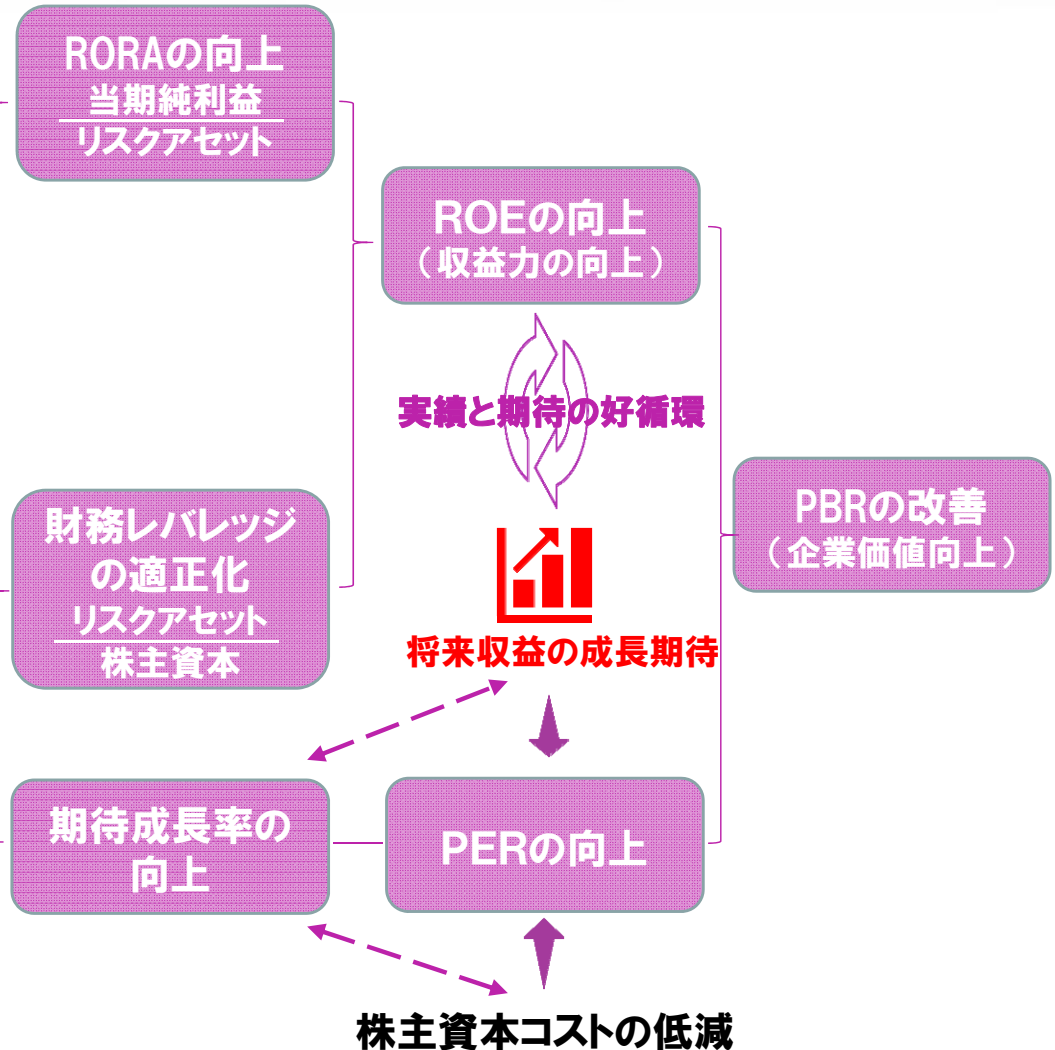 RORAの向上
当期純利益
リスクアセット
ROEの向上
（収益力の向上）
実績と期待の好循環
財務レバレッジ
の適正化
リスクアセット
株主資本
PBRの改善
（企業価値向上）
将来収益の成長期待
期待成長率の
向上
PERの向上
株主資本コストの低減